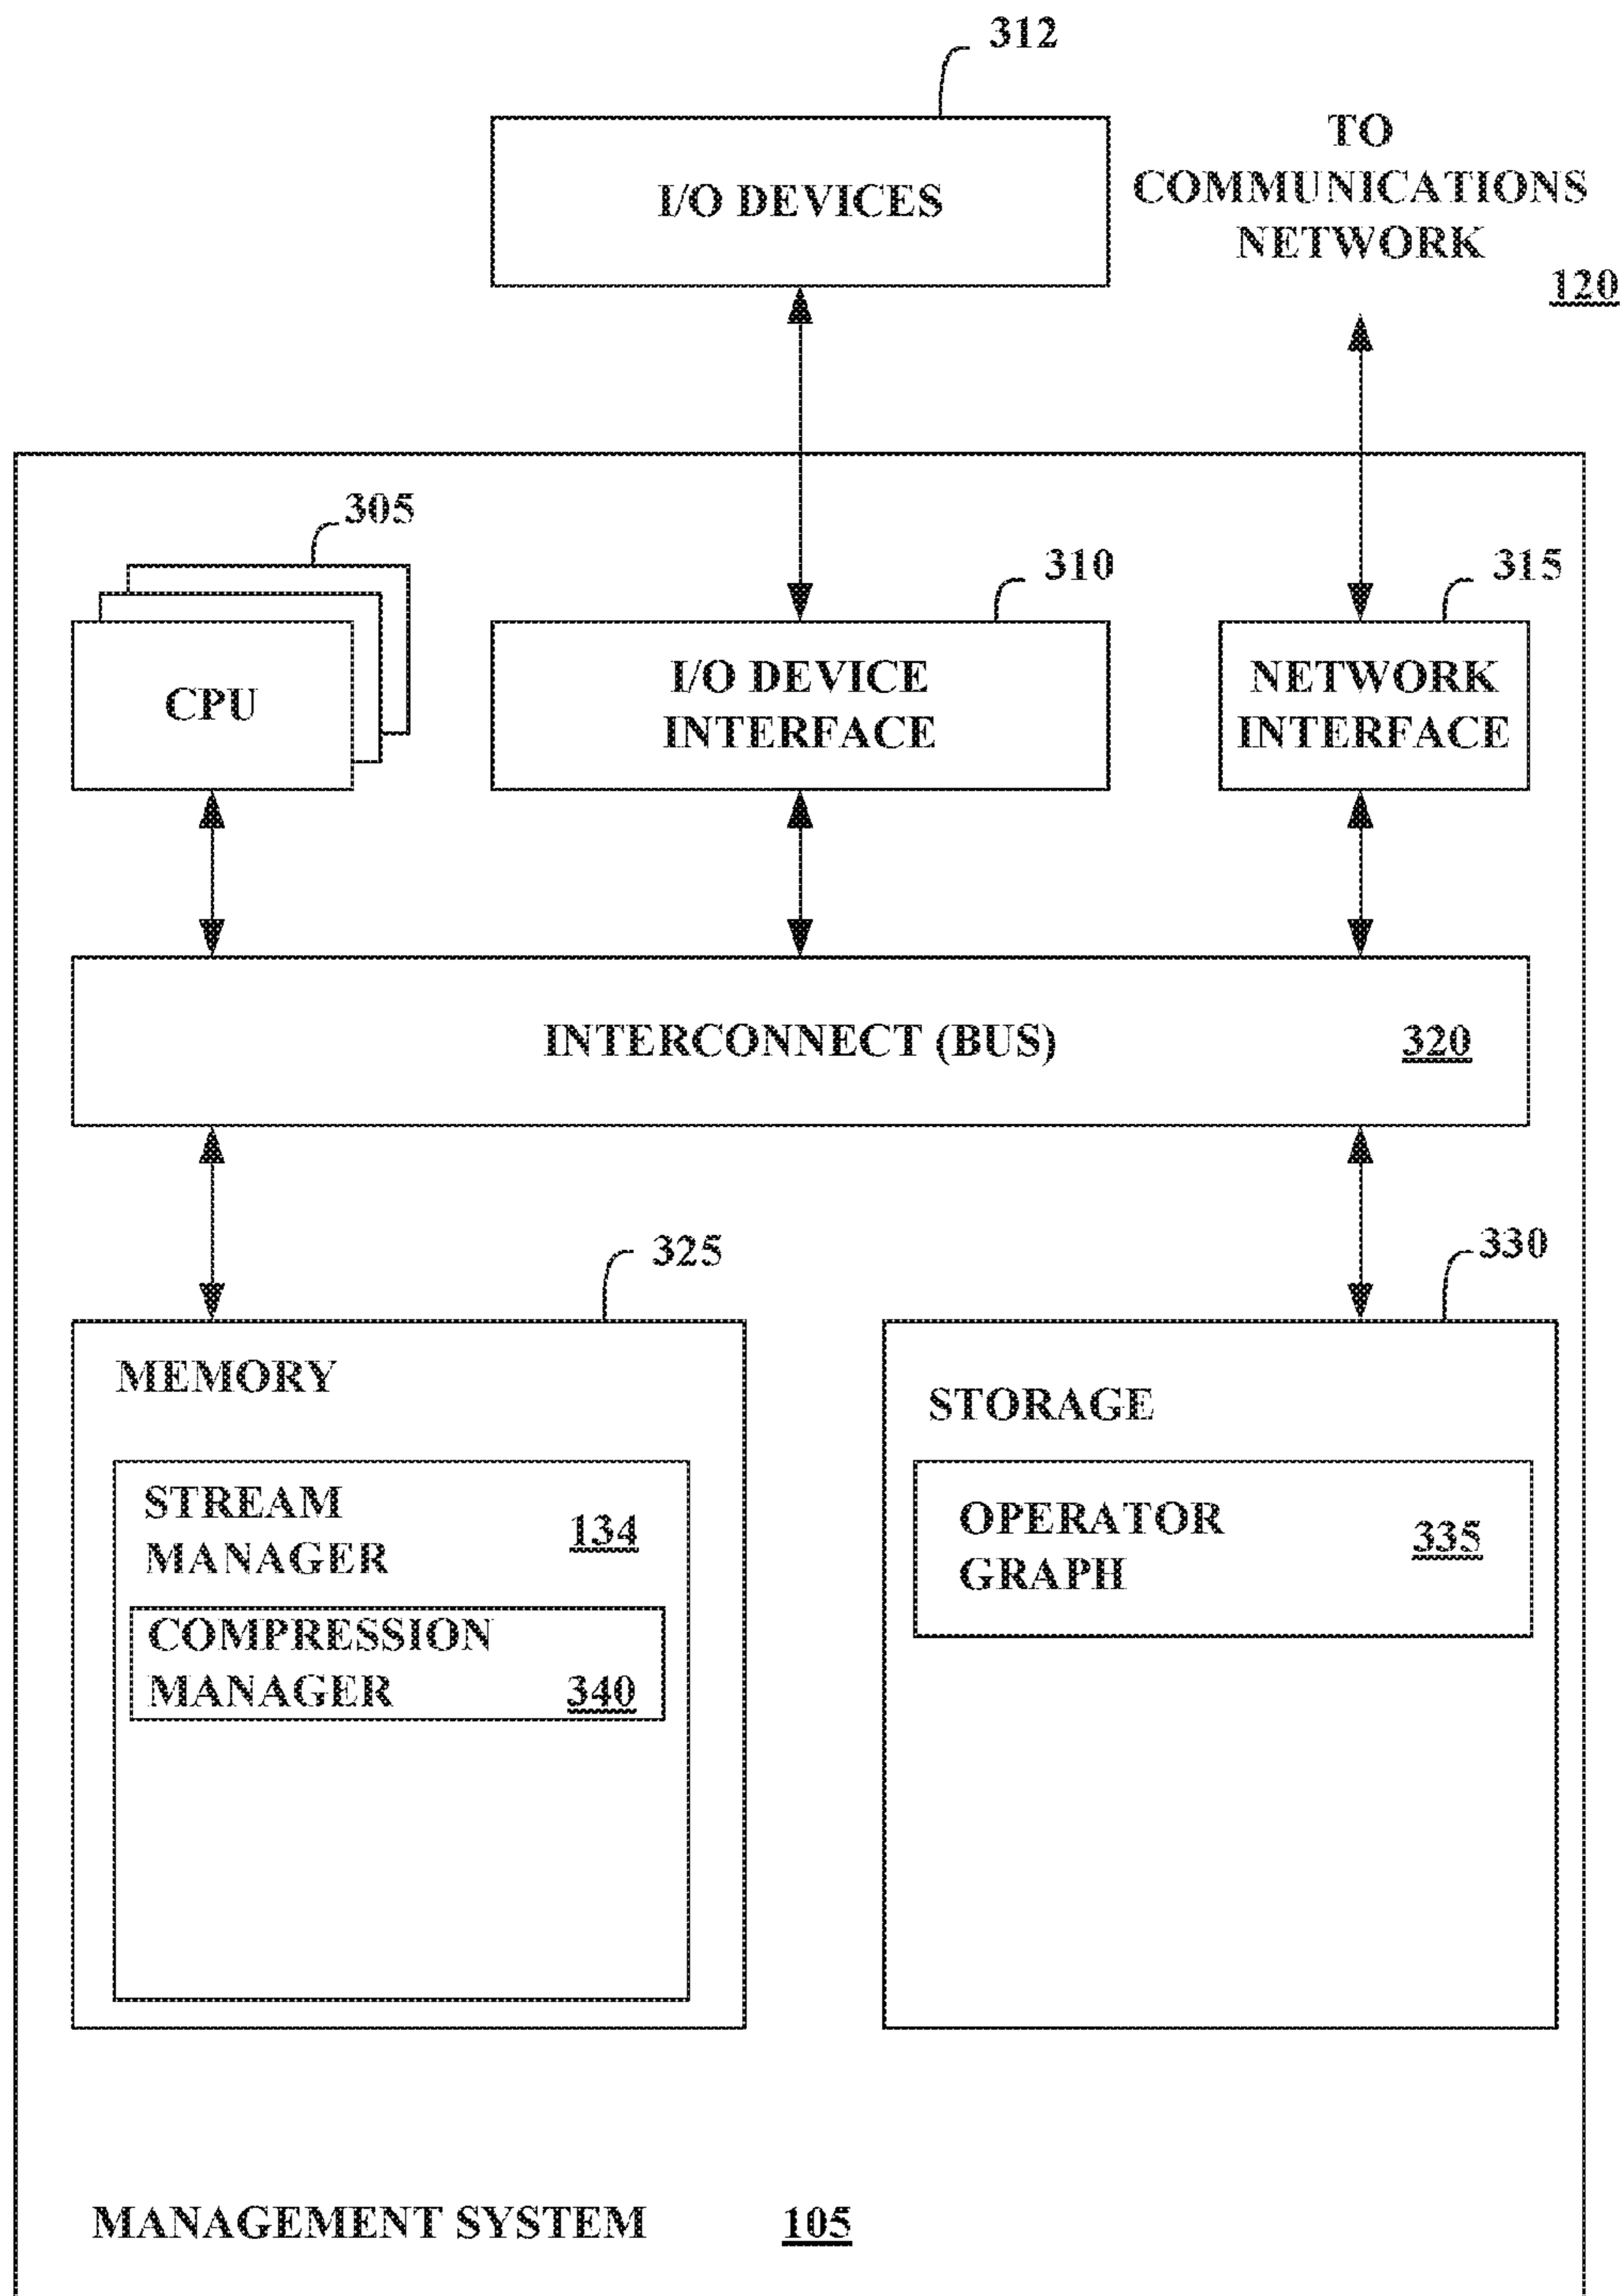 312
I/O DEVICES
TO
COMMUNICATIONS
NETWORK
120
305
310
315
CPU
I/O DEVICE
INTERFACE
NETWORK
INTERFACE
INTERCONNECT (BUS)
320
325
330
MEMORY
STREAM
MANAGER
134
COMPRESSION
MANAGER
340
STORAGE
OPERATOR
GRAPH
335
MANAGEMENT SYSTEM
105